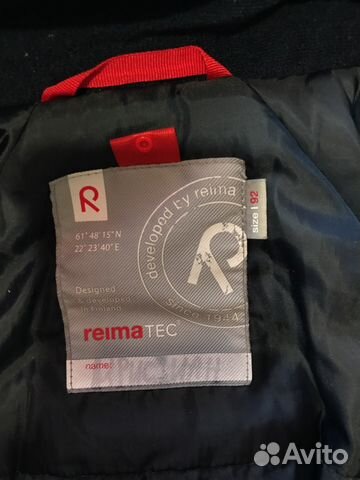 R
61° 48' 15" N
22° 23' 40" E
developed by reima
since 1944
size | 92
Designed
& developed
in Finland
reimaTEC®
name:
Avito